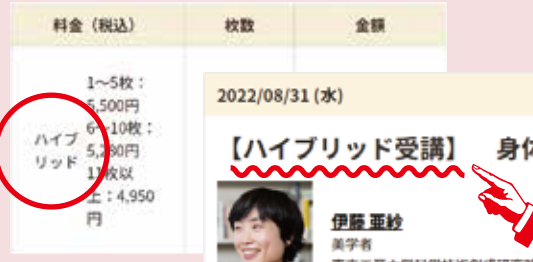 料金（税込）
枚数
金額
ハイブ
リッド
1〜5枚：
5,500円
6〜10枚：
5,280円
11枚以
上：4,950
円
2022/08/31 (水)
【ハイブリッド受講】 身体
伊藤 亜紗
美学者